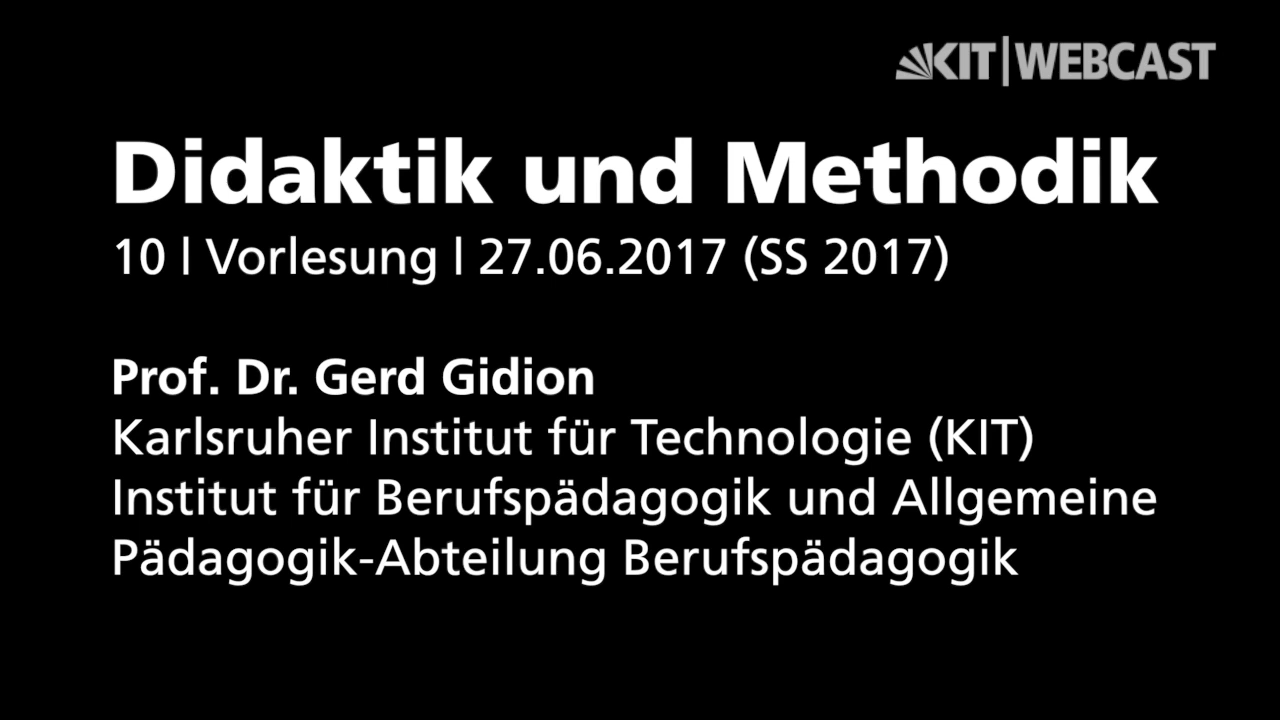 KIT|WEBCAST
Didaktik und Methodik
10 | Vorlesung | 27.06.2017 (SS 2017)
Prof. Dr. Gerd Gidion
Karlsruher Institut für Technologie (KIT)
Institut für Berufspädagogik und Allgemeine
Pädagogik-Abteilung Berufspädagogik